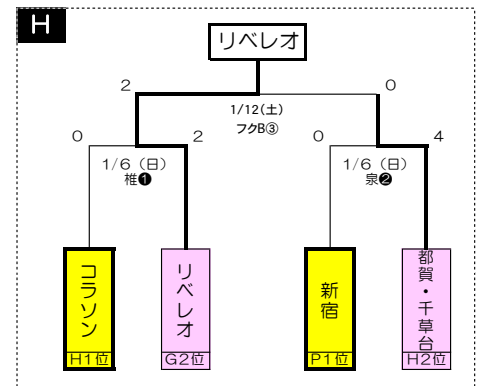 H
リベレオ
2
0
1/12(土)
フクB③
0
2
0
4
1/6(日)
椎❶
1/6(日)
泉❷
コラソン
リベレオ
新宿
都賀・千草台
H1位
G2位
P1位
H2位